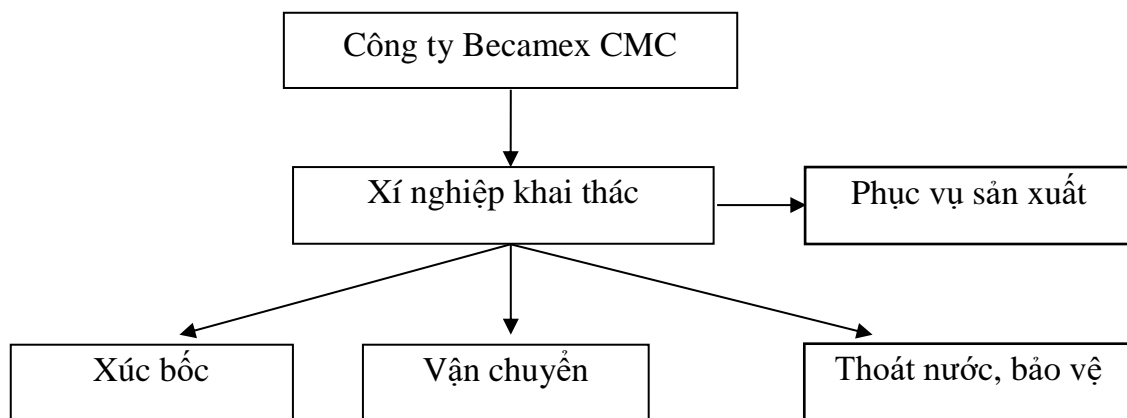 Công ty Becamex CMC
Xí nghiệp khai thác
Phục vụ sản xuất
Xúc bốc
Vận chuyển
Thoát nước, bảo vệ